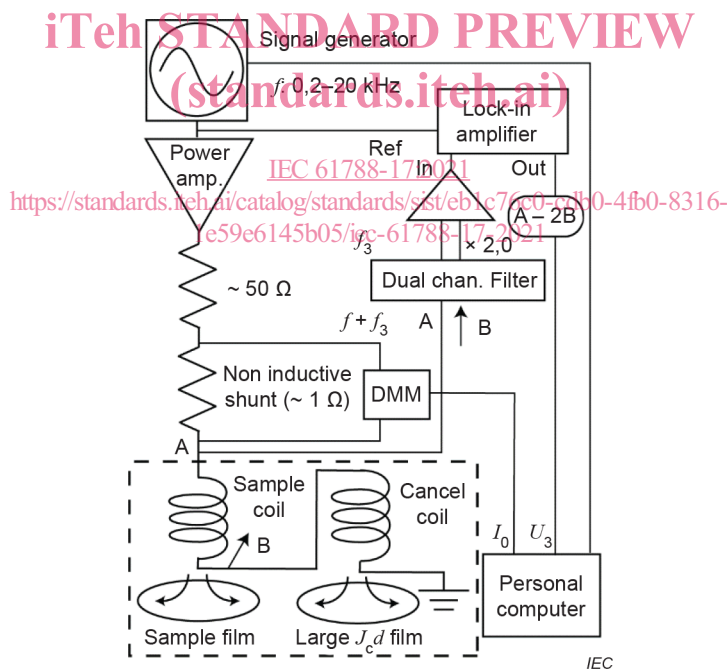 iTeh STANDARD PREVIEW
(standards.iteh.ai)
Signal generator
f: 0,2–20 kHz
Lock-in
amplifier
Power
amp.
Ref
In
Out
IEC 61788-17:2021
https://standards.iteh.ai/catalog/standards/sist/eb1c76c0-cdb0-4fb0-8316-
1e59e6145b05/iec-61788-17-2021
A – 2B
f3
× 2,0
Dual chan. Filter
~ 50 Ω
f + f3
A
B
Non inductive
shunt (~ 1 Ω)
DMM
A
Sample
coil
Cancel
coil
B
I0
U3
Personal
computer
Sample film
Large Jcd film
IEC